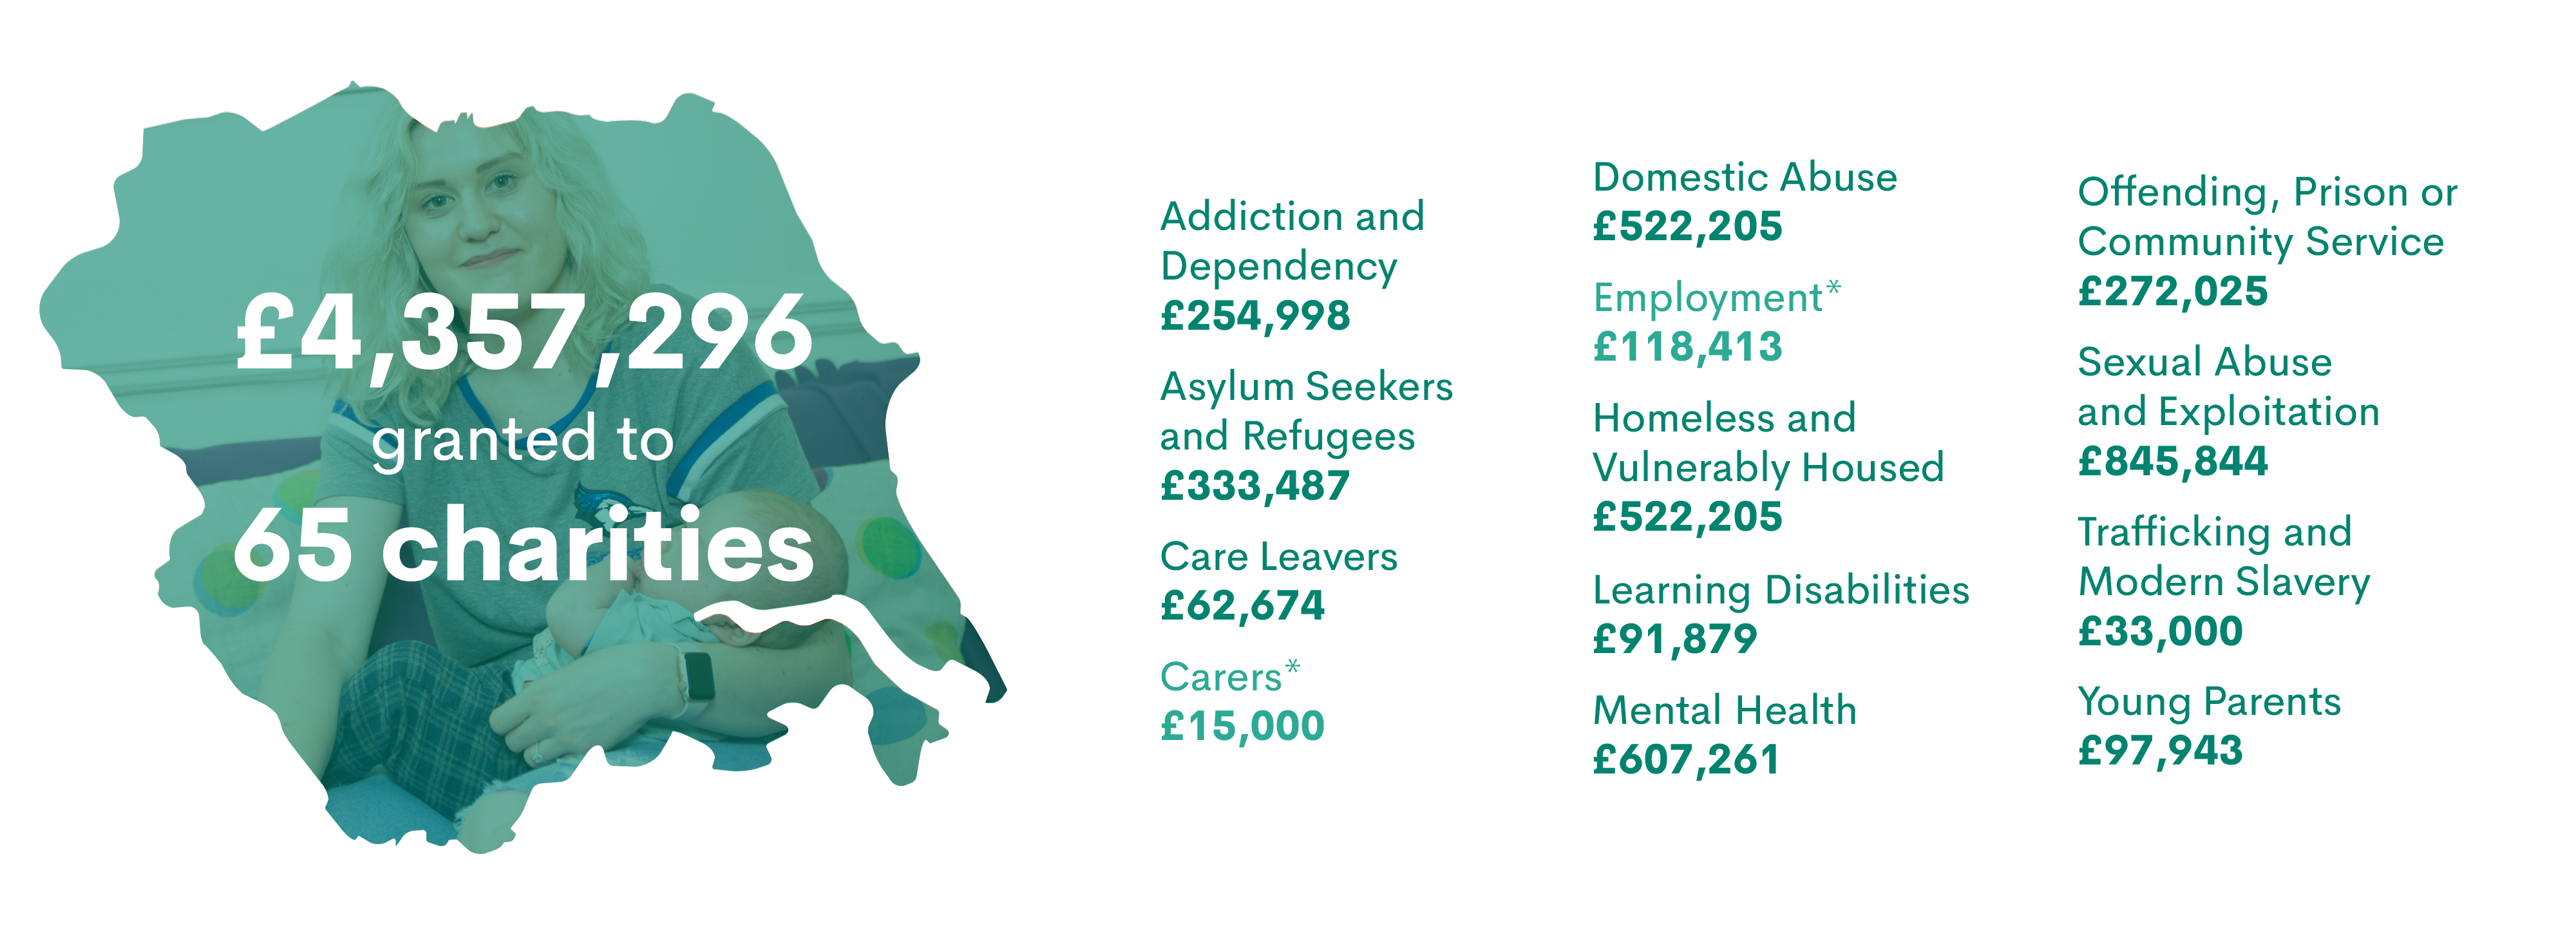 £4,357,296
granted to
65 charities
Addiction and
Dependency
£254,998
Asylum Seekers
and Refugees
£333,487
Care Leavers
£62,674
Carers*
£15,000
Domestic Abuse
£522,205
Employment*
£118,413
Homeless and
Vulnerably Housed
£522,205
Learning Disabilities
£91,879
Mental Health
£607,261
Offending, Prison or
Community Service
£272,025
Sexual Abuse
and Exploitation
£845,844
Trafficking and
Modern Slavery
£33,000
Young Parents
£97,943